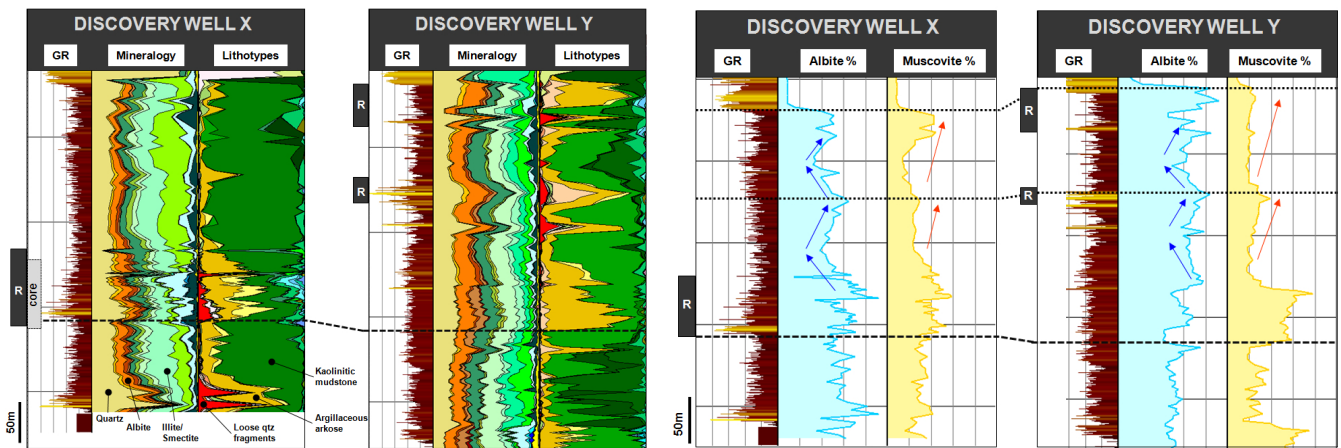 DISCOVERY WELL X
GR
Mineralogy
Lithotypes
R
core
50m
Quartz
Albite
Illite/
Smectite
Loose qtz
fragments
Argillaceous
arkose
Kaolinitic
mudstone
DISCOVERY WELL Y
GR
Mineralogy
Lithotypes
R
R
DISCOVERY WELL X
GR
Albite %
Muscovite %
R
50m
DISCOVERY WELL Y
GR
Albite %
Muscovite %
R
R